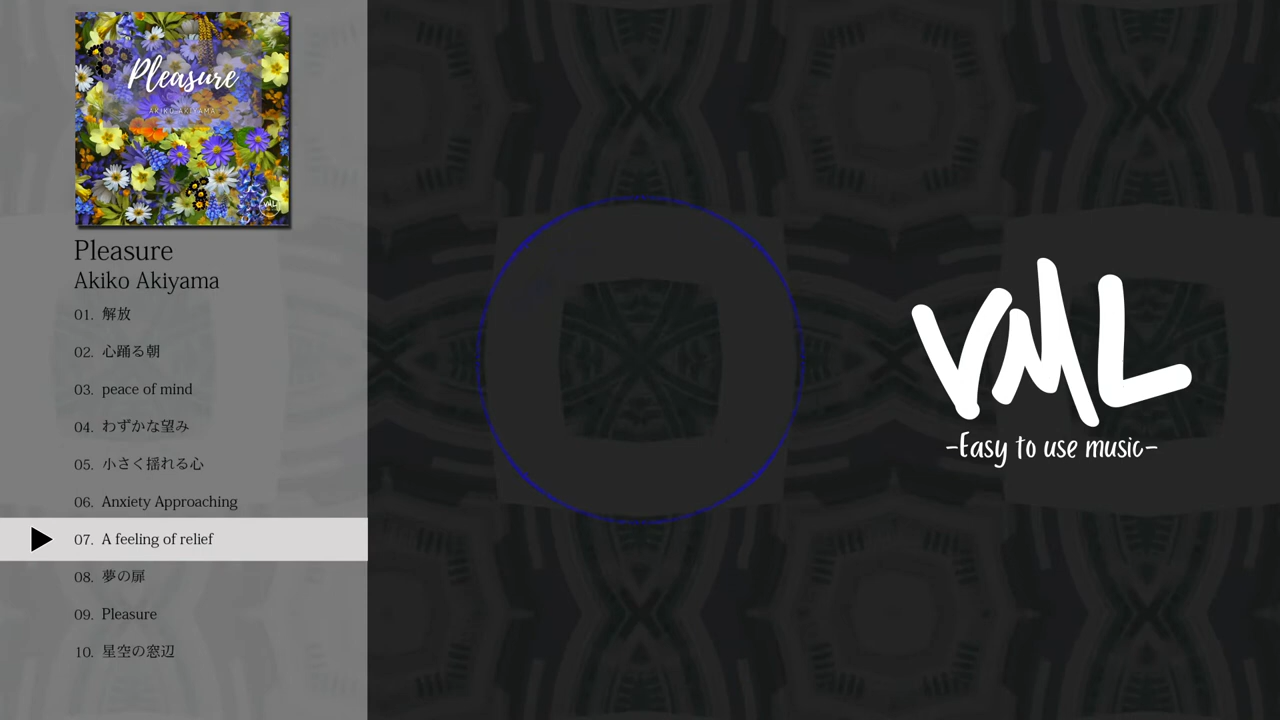 Pleasure
AKIKO AKIYAMA
VML
Pleasure
Akiko Akiyama
01. 解放
02. 心踊る朝
03. peace of mind
04. わずかな望み
05. 小さく揺れる心
06. Anxiety Approaching
07. A feeling of relief
08. 夢の扉
09. Pleasure
10. 星空の窓辺
VML
-Easy to use music-